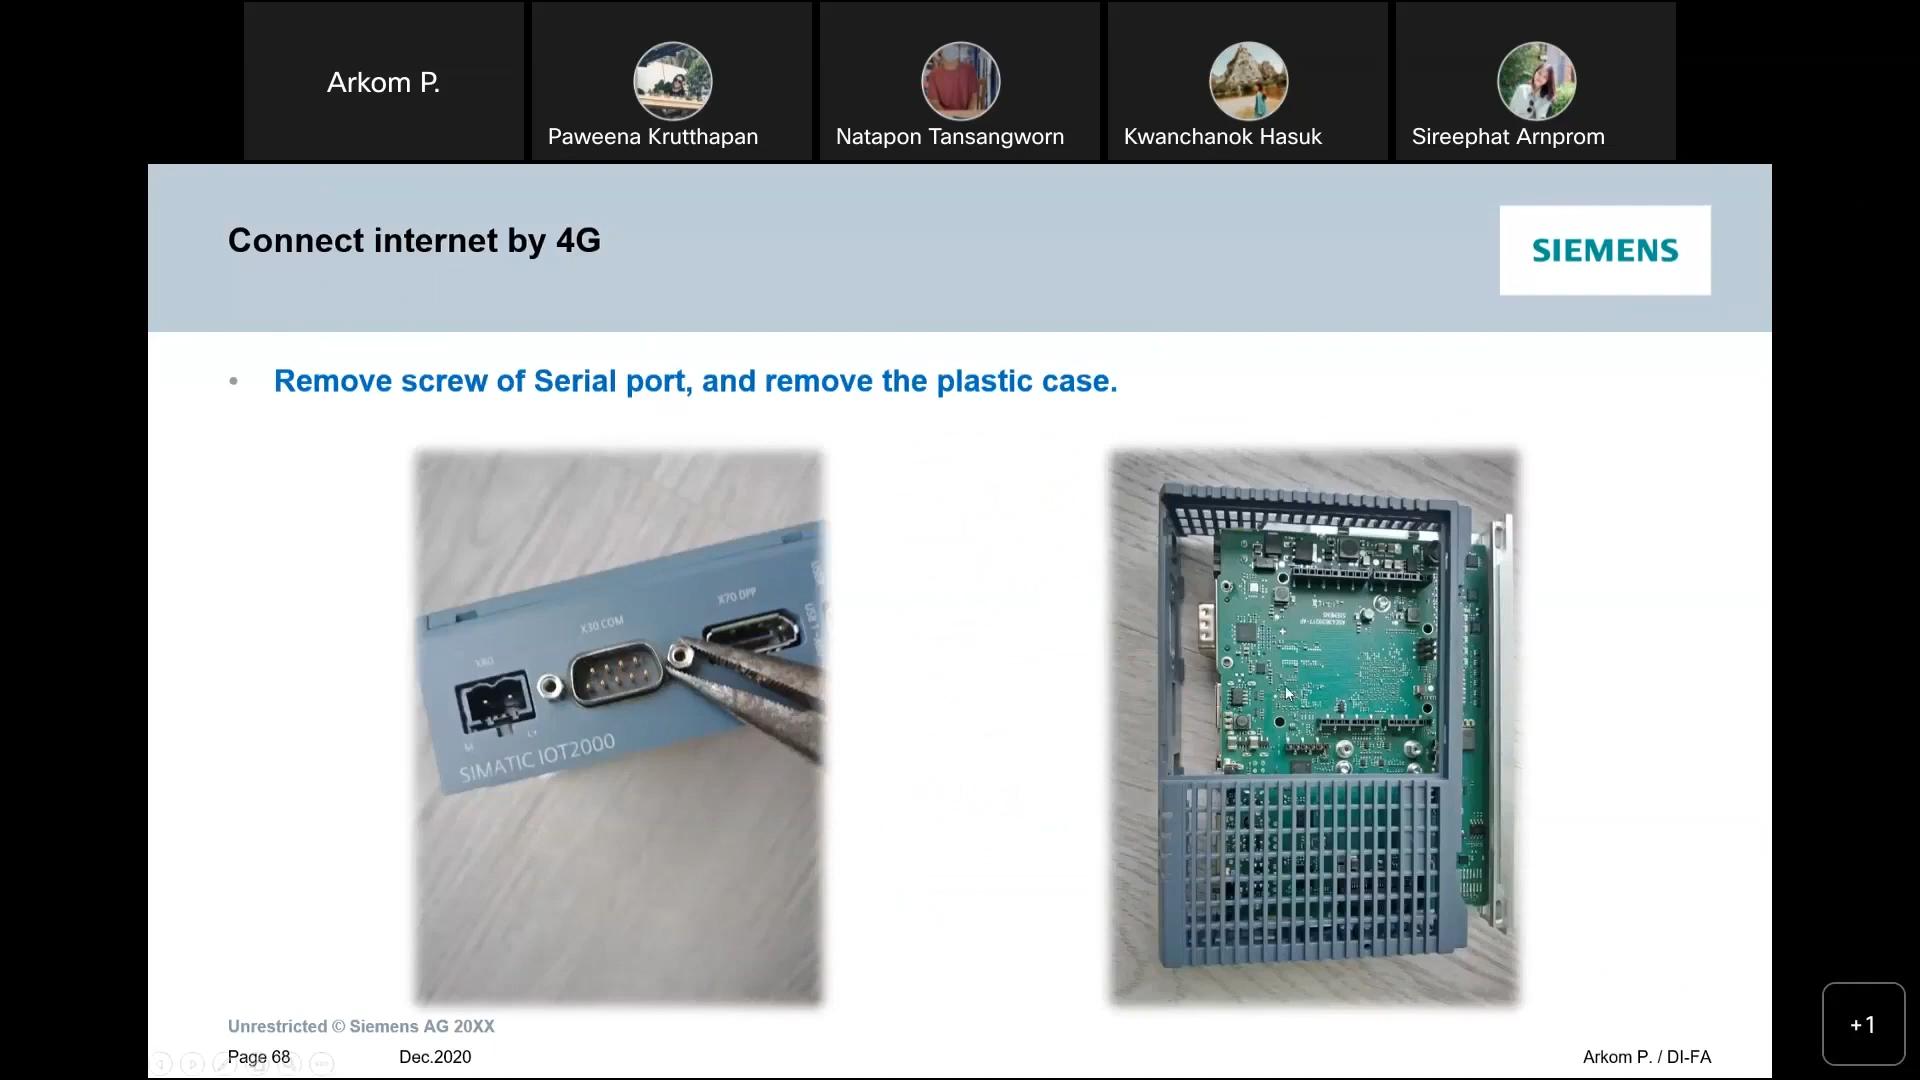 Arkom P.
Paweena Krutthapan
Natapon Tansangworn
Kwanchanok Hasuk
Sireephat Arnprom
Connect internet by 4G
SIEMENS
• Remove screw of Serial port, and remove the plastic case.
X70 DPP
X30 COM
X80
M L+
SIMATIC IOT2000
Unrestricted © Siemens AG 20XX
Page 68 Dec.2020 Arkom P. / DI-FA
+1